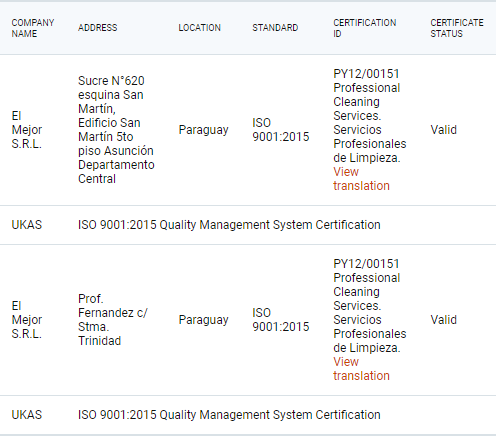 COMPANY NAME
ADDRESS
LOCATION
STANDARD
CERTIFICATION ID
CERTIFICATE STATUS
El
Mejor
S.R.L.
Sucre N°620
esquina San
Martín,
Edificio San
Martín 5to
piso Asunción
Departamento
Central
Paraguay
ISO
9001:2015
PY12/00151
Professional
Cleaning
Services.
Servicios
Profesionales
de Limpieza.
View
translation
Valid
UKAS
ISO 9001:2015 Quality Management System Certification
El
Mejor
S.R.L.
Prof.
Fernandez c/
Stma.
Trinidad
Paraguay
ISO
9001:2015
PY12/00151
Professional
Cleaning
Services.
Servicios
Profesionales
de Limpieza.
View
translation
Valid
UKAS
ISO 9001:2015 Quality Management System Certification